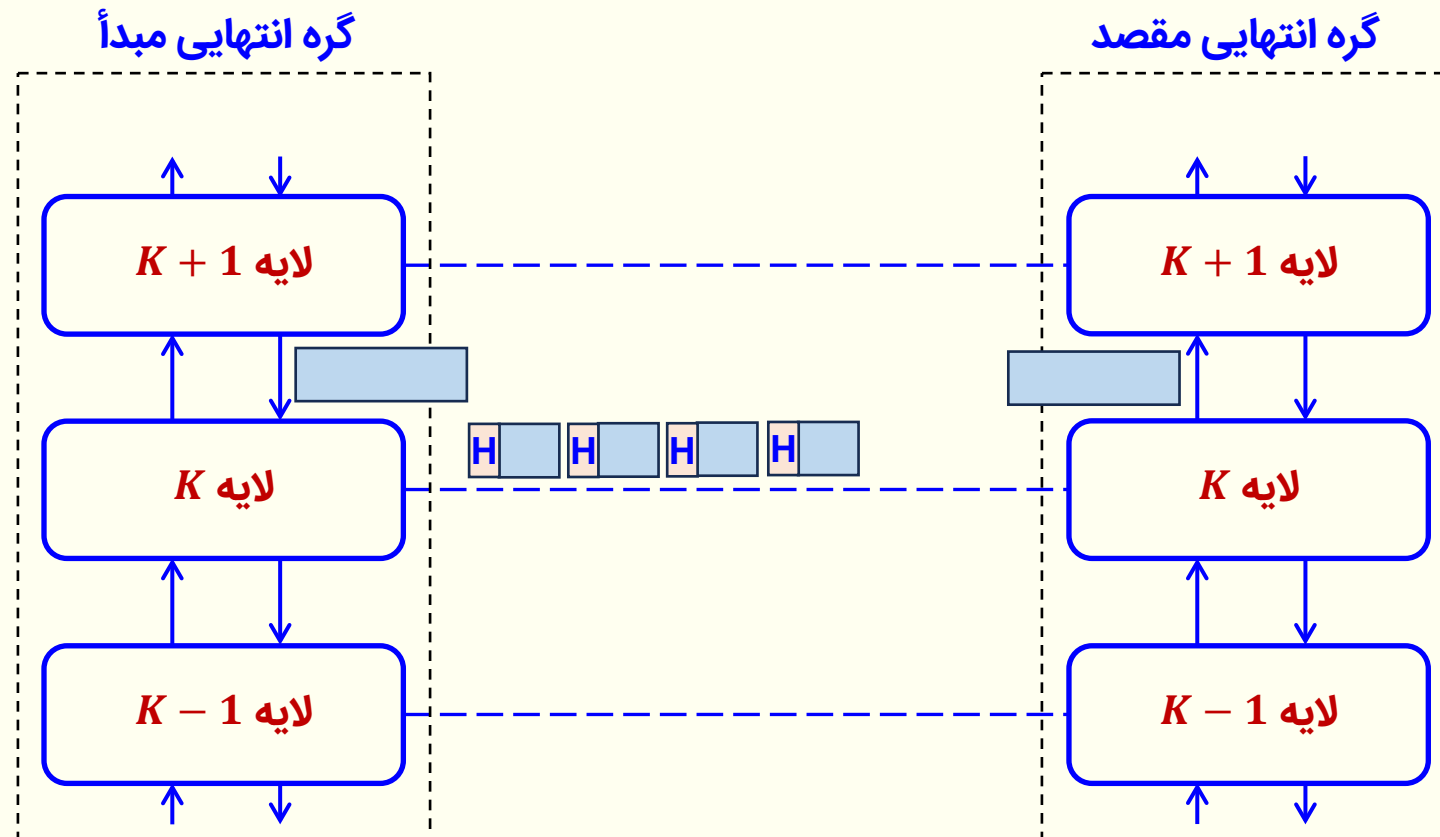 گره انتهایی مبدأ
گره انتهایی مقصد
لایه K + 1
لایه K + 1
H H H H
لایه K
لایه K
لایه K − 1
لایه K − 1